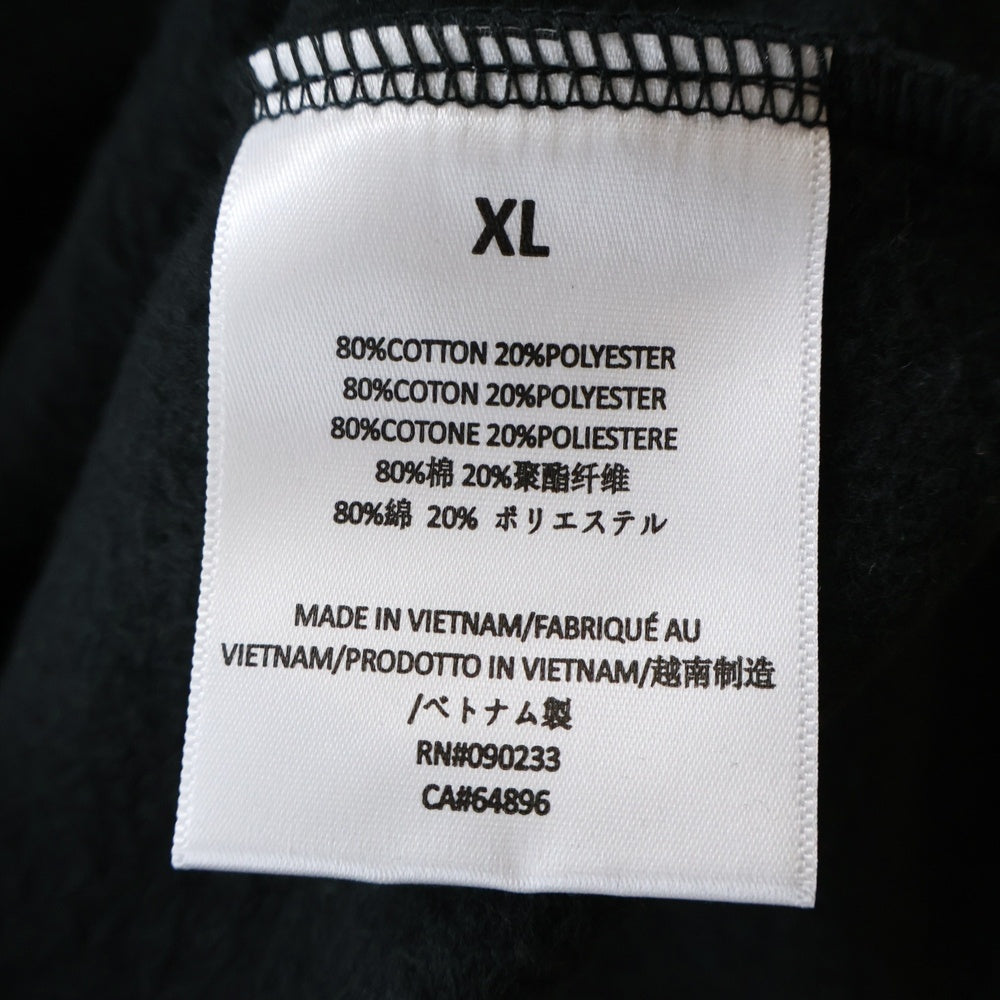 XL
80%COTTON 20%POLYESTER
80%COTON 20%POLYESTER
80%COTONE 20%POLIESTERE
80%棉 20%聚酯纤维
80%綿 20% ポリエステル
MADE IN VIETNAM/FABRIQUÉ AU
VIETNAM/PRODOTTO IN VIETNAM/越南制造
/ベトナム製
RN#090233
CA#64896